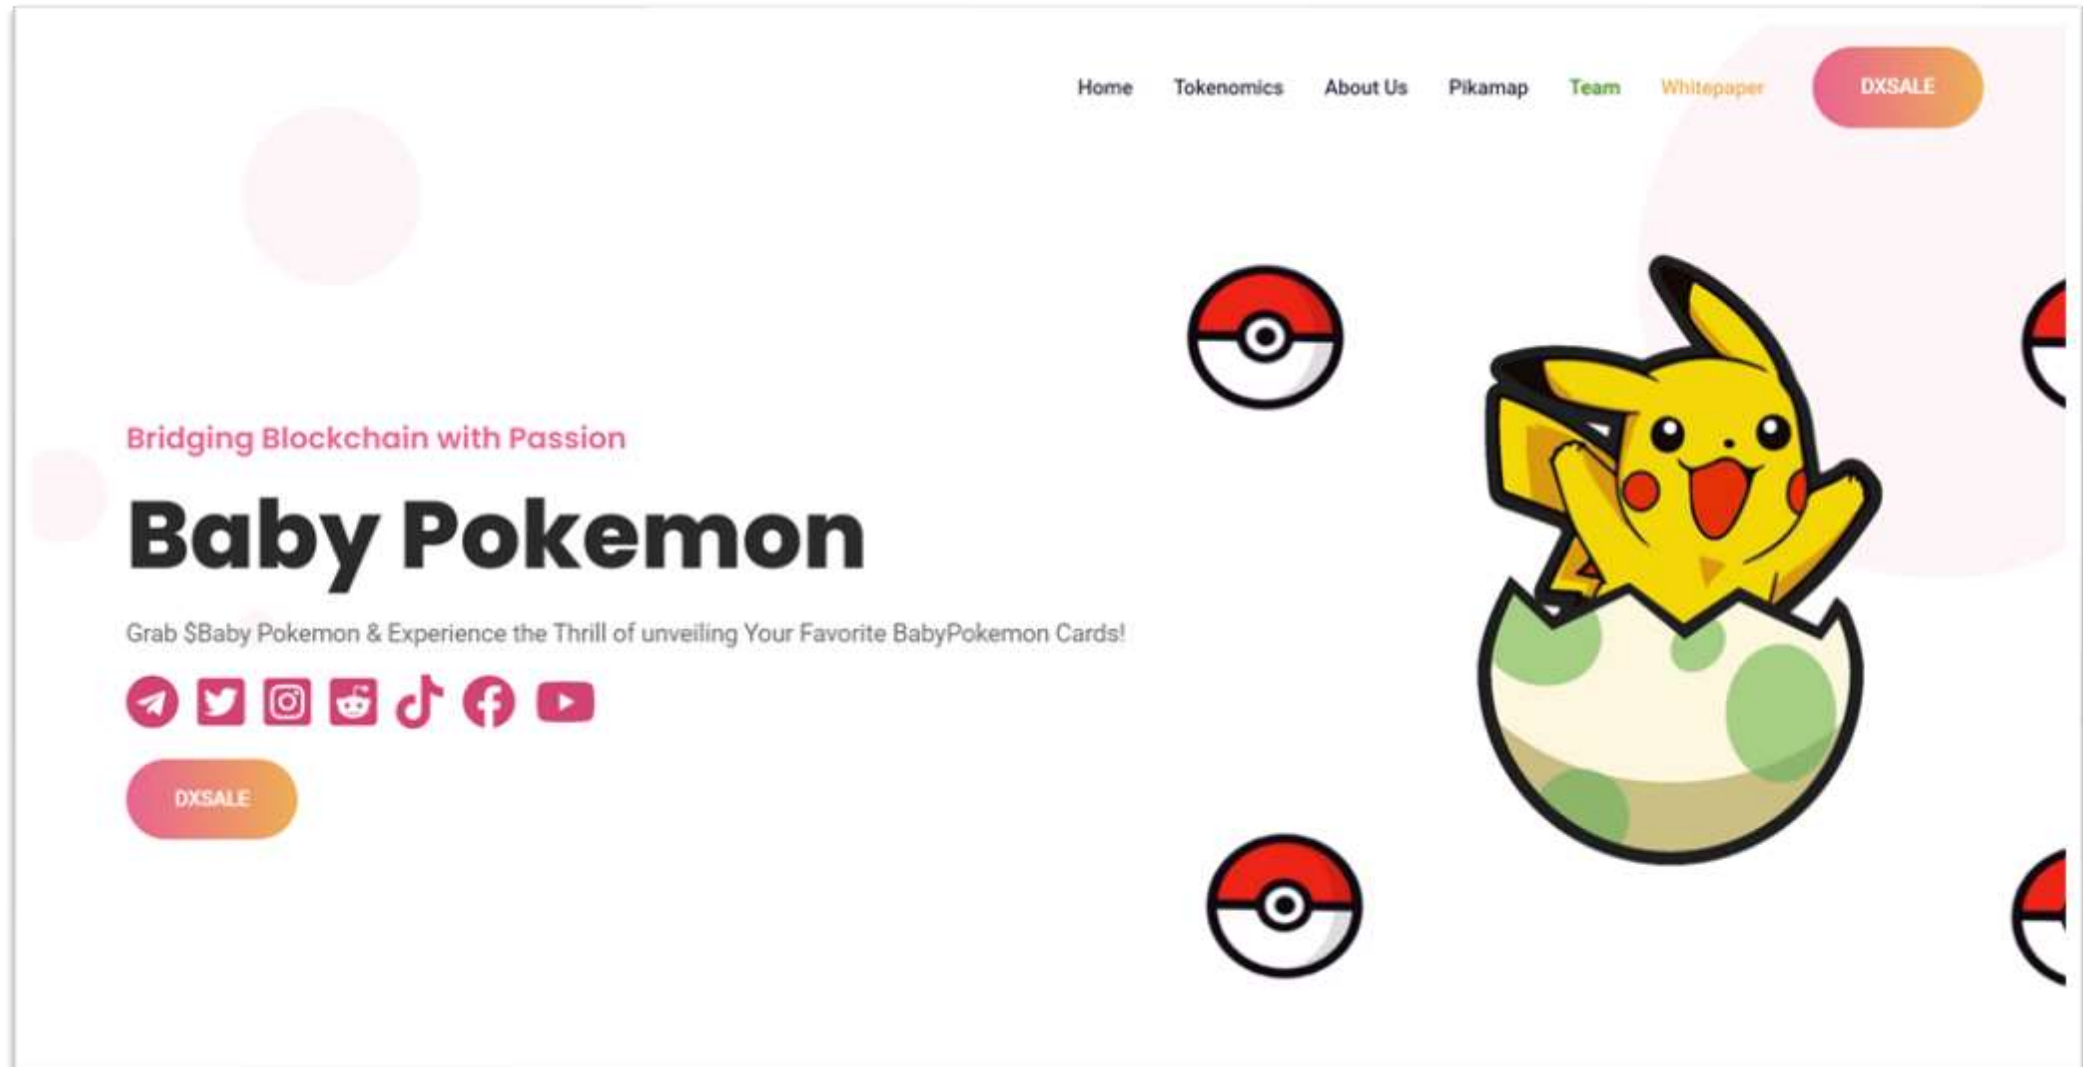 Home Tokenomics About Us Pikamap Team Whitepaper DXSALE
Bridging Blockchain with Passion
Baby Pokemon
Grab $Baby Pokemon & Experience the Thrill of unveiling Your Favorite BabyPokemon Cards!
DXSALE